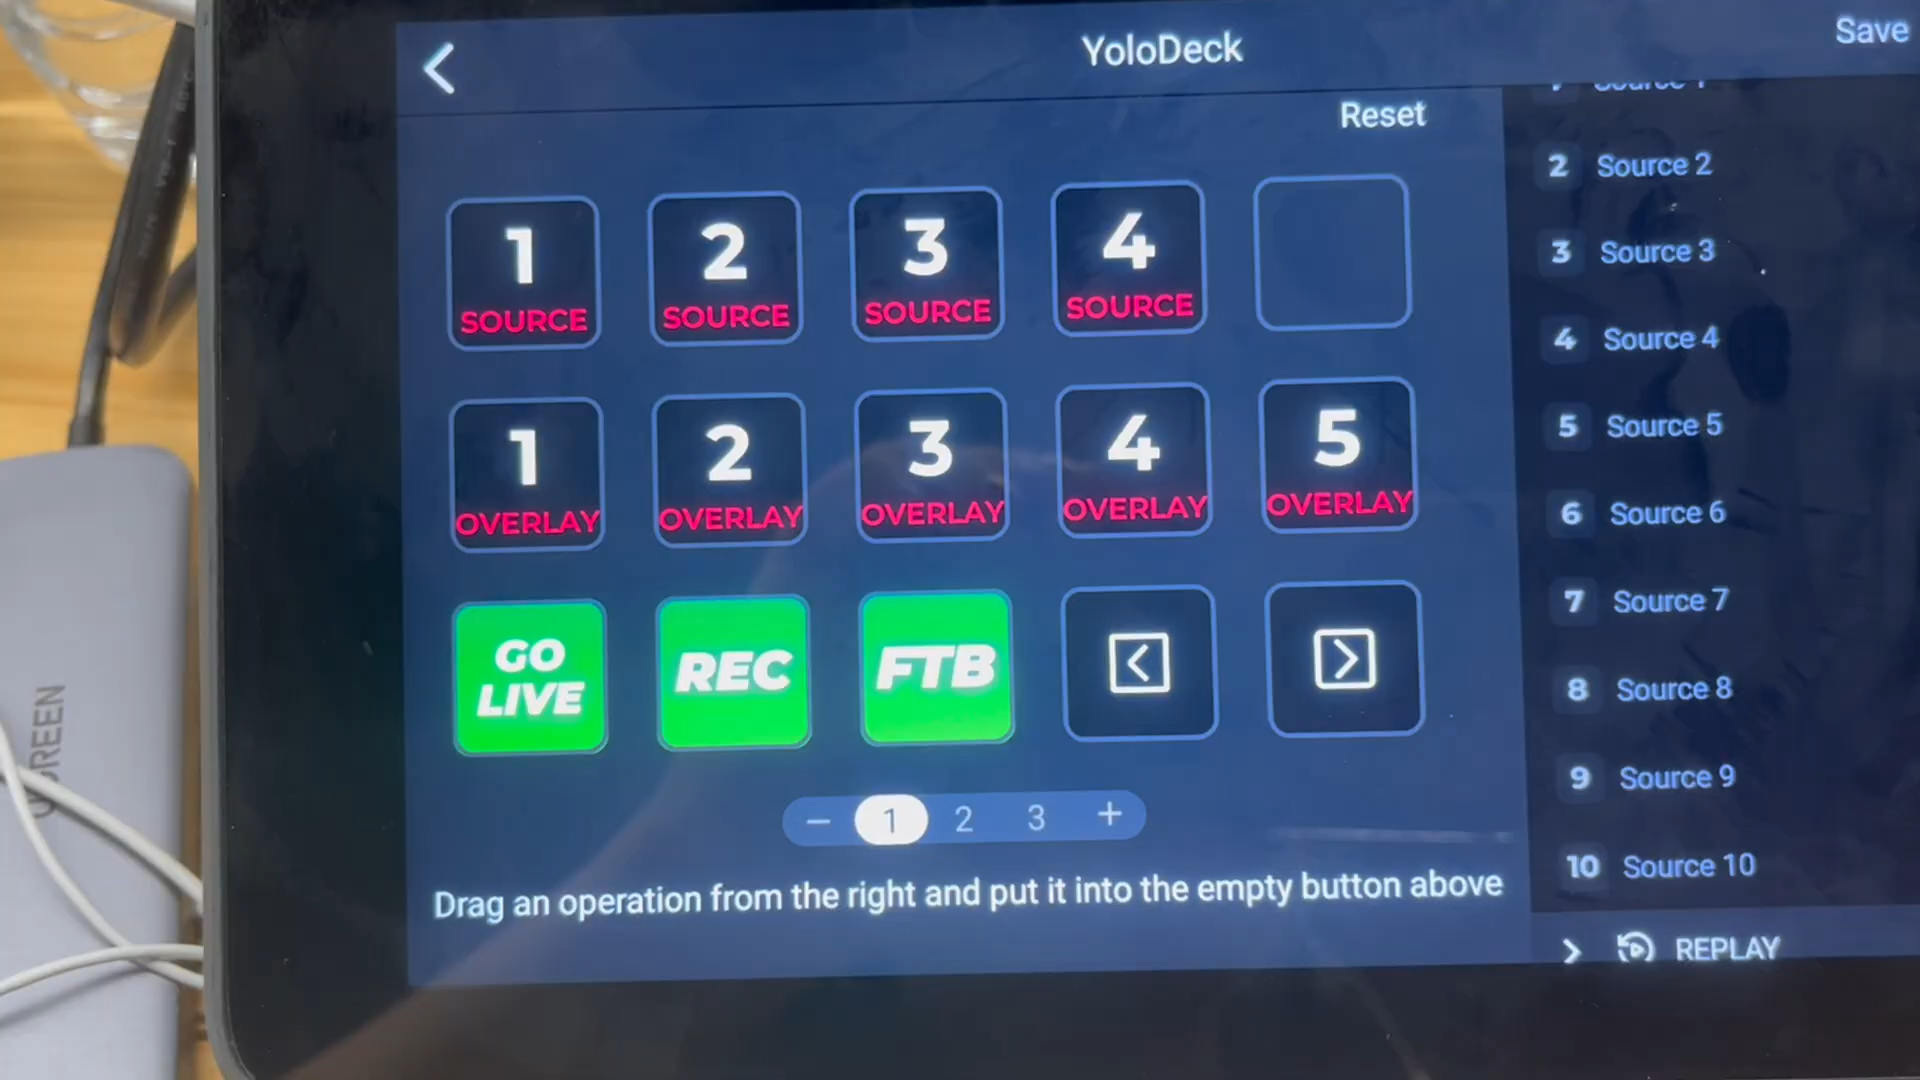 YoloDeck
Save
Reset
1
SOURCE
2
SOURCE
3
SOURCE
4
SOURCE
1
OVERLAY
2
OVERLAY
3
OVERLAY
4
OVERLAY
5
OVERLAY
GO
LIVE
REC
FTB
− 1 2 3 +
Drag an operation from the right and put it into the empty button above
2 Source 2
3 Source 3
4 Source 4
5 Source 5
6 Source 6
7 Source 7
8 Source 8
9 Source 9
10 Source 10
REPLAY